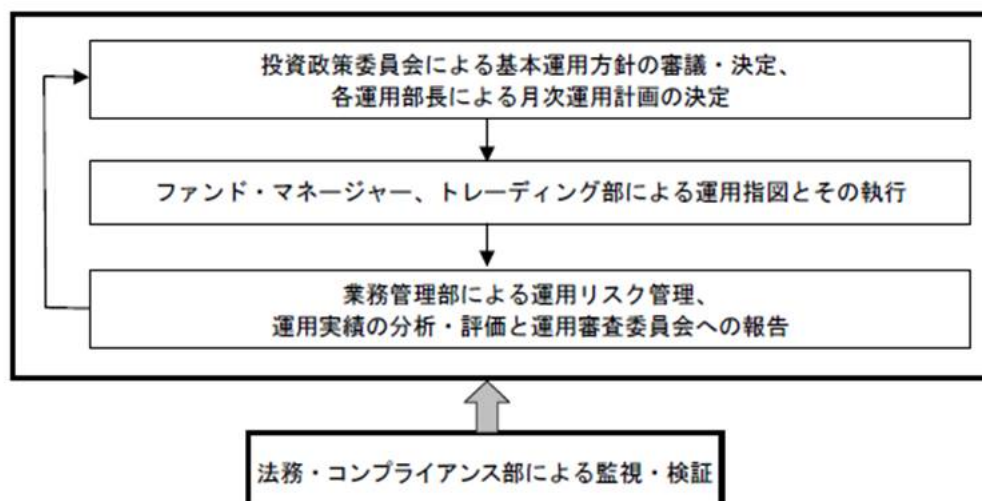 投資政策委員会による基本運用方針の審議・決定、
各運用部長による月次運用計画の決定
ファンド・マネージャー、トレーディング部による運用指図とその執行
業務管理部による運用リスク管理、
運用実績の分析・評価と運用審査委員会への報告
法務・コンプライアンス部による監視・検証